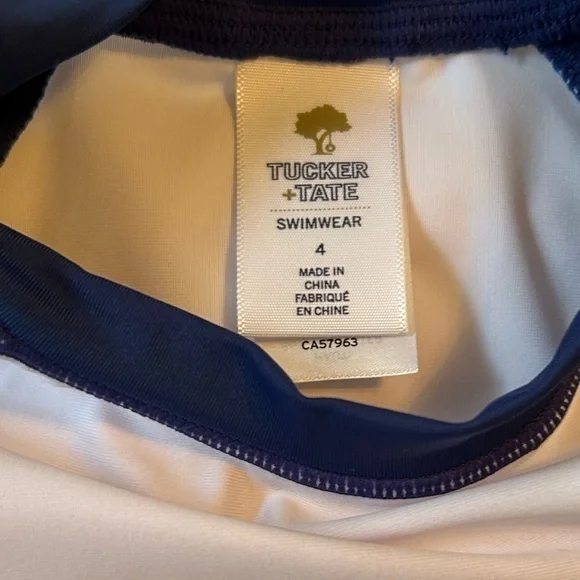 TUCKER
+TATE
SWIMWEAR
4
MADE IN
CHINA
FABRIQUÉ
EN CHINE
CA57963